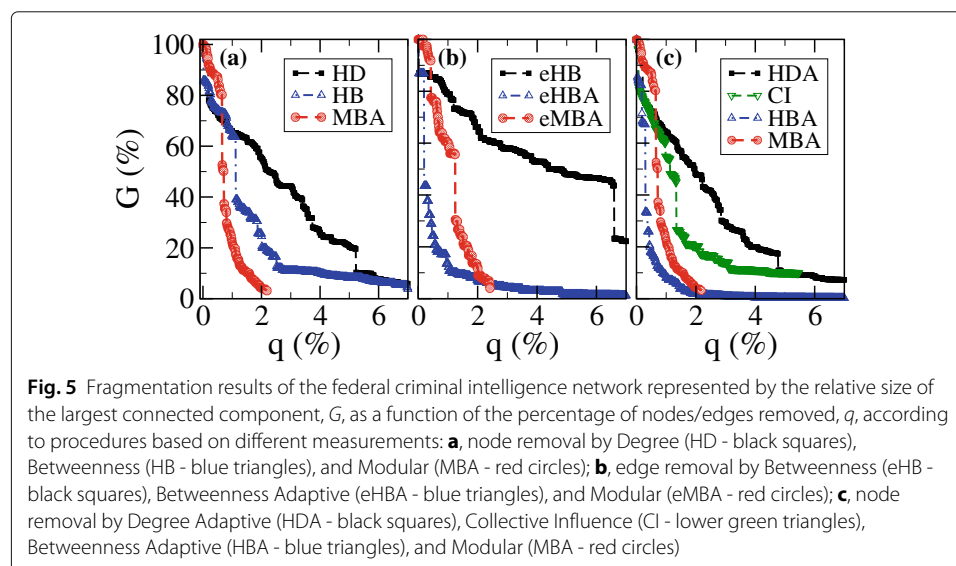 (a)
HD
HB
MBA
(b)
eHB
eHBA
eMBA
(c)
HDA
CI
HBA
MBA
G (%)
100
80
60
40
20
0
0 2 4 6
0 2 4 6
0 2 4 6
q (%)
q (%)
q (%)
Fig. 5 Fragmentation results of the federal criminal intelligence network represented by the relative size of
the largest connected component, G, as a function of the percentage of nodes/edges removed, q, according
to procedures based on different measurements: a, node removal by Degree (HD - black squares),
Betweenness (HB - blue triangles), and Modular (MBA - red circles); b, edge removal by Betweenness (eHB -
black squares), Betweenness Adaptive (eHBA - blue triangles), and Modular (eMBA - red circles); c, node
removal by Degree Adaptive (HDA - black squares), Collective Influence (CI - lower green triangles),
Betweenness Adaptive (HBA - blue triangles), and Modular (MBA - red circles)